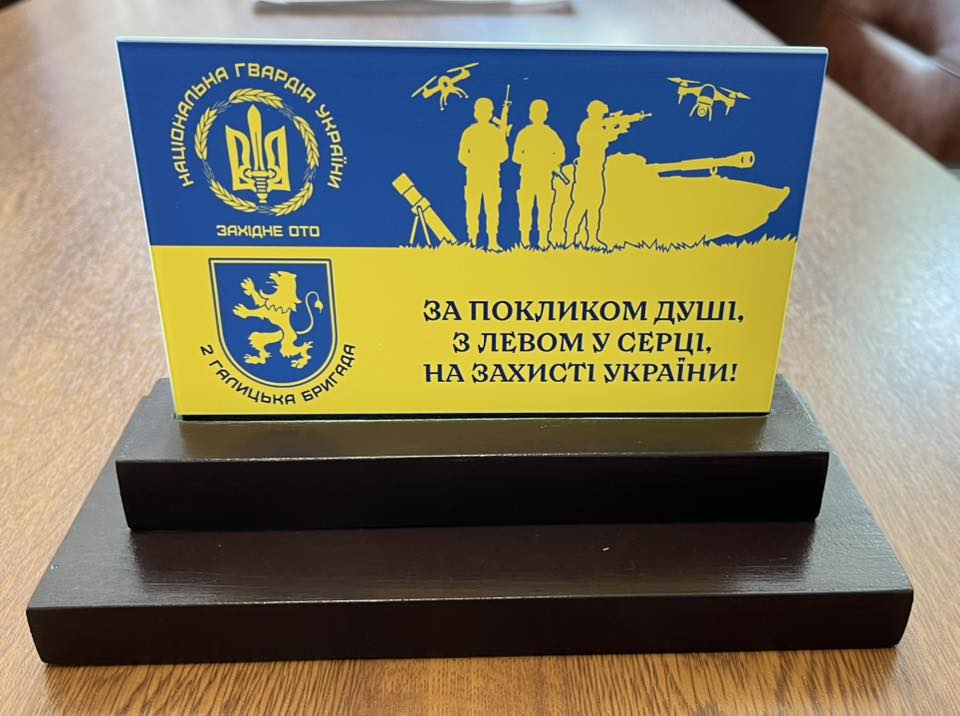 НАЦІОНАЛЬНА ГВАРДІЯ УКРАЇНИ
ЗАХІДНЕ ОТО
2 ГАЛИЦЬКА БРИГАДА
ЗА ПОКЛИКОМ ДУШІ,
З ЛЕВОМ У СЕРЦІ,
НА ЗАХИСТІ УКРАЇНИ!